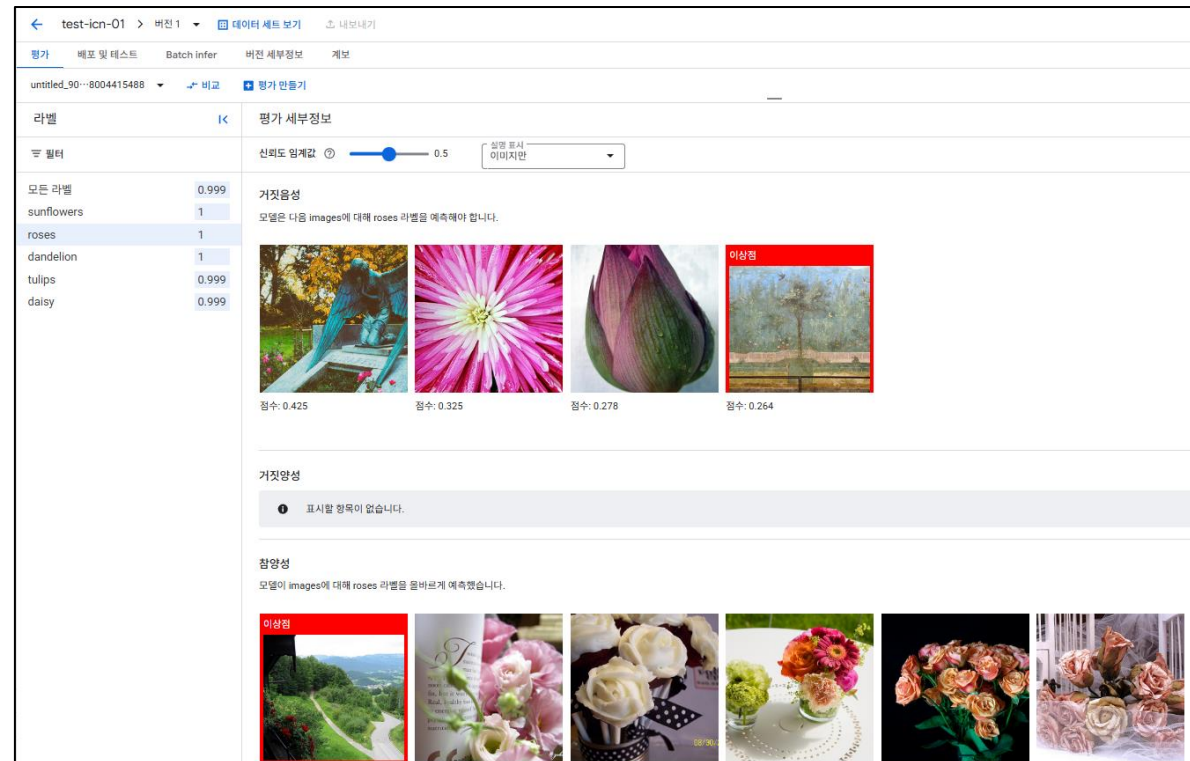 test-icn-01 > 버전 1 데이터 세트 보기 내보내기
평가 배포 및 테스트 Batch infer 버전 세부정보 계보
untitled_90…8004415488 비교 평가 만들기
라벨
필터
모든 라벨 0.999
sunflowers 1
roses 1
dandelion 1
tulips 0.999
daisy 0.999
평가 세부정보
신뢰도 임계값 0.5 설명 표시
이미지만
거짓음성
모델은 다음 images에 대해 roses 라벨을 예측해야 합니다.
이상점
점수: 0.425 점수: 0.325 점수: 0.278 점수: 0.264
거짓양성
표시할 항목이 없습니다.
참양성
모델이 images에 대해 roses 라벨을 올바르게 예측했습니다.
이상점